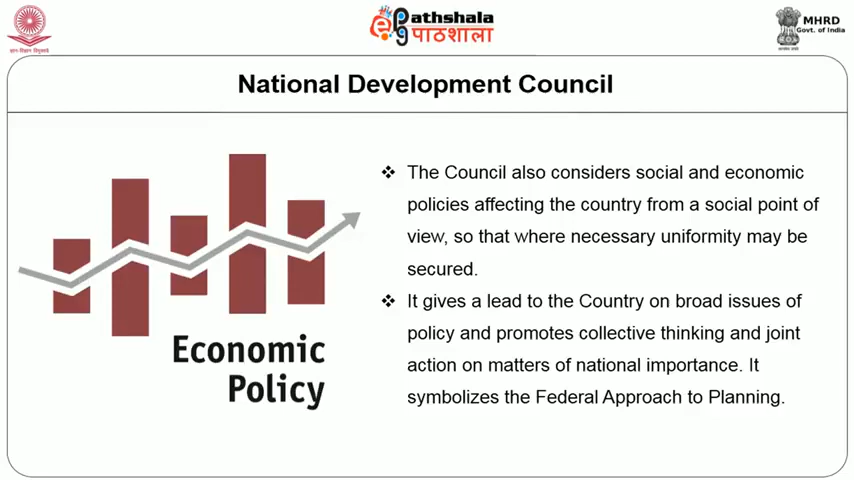 Pathshala
पाठशाला
MHRD
Govt. of India
National Development Council
❖ The Council also considers social and economic
policies affecting the country from a social point of
view, so that where necessary uniformity may be
secured.
❖ It gives a lead to the Country on broad issues of
policy and promotes collective thinking and joint
action on matters of national importance. It
symbolizes the Federal Approach to Planning.
Economic
Policy